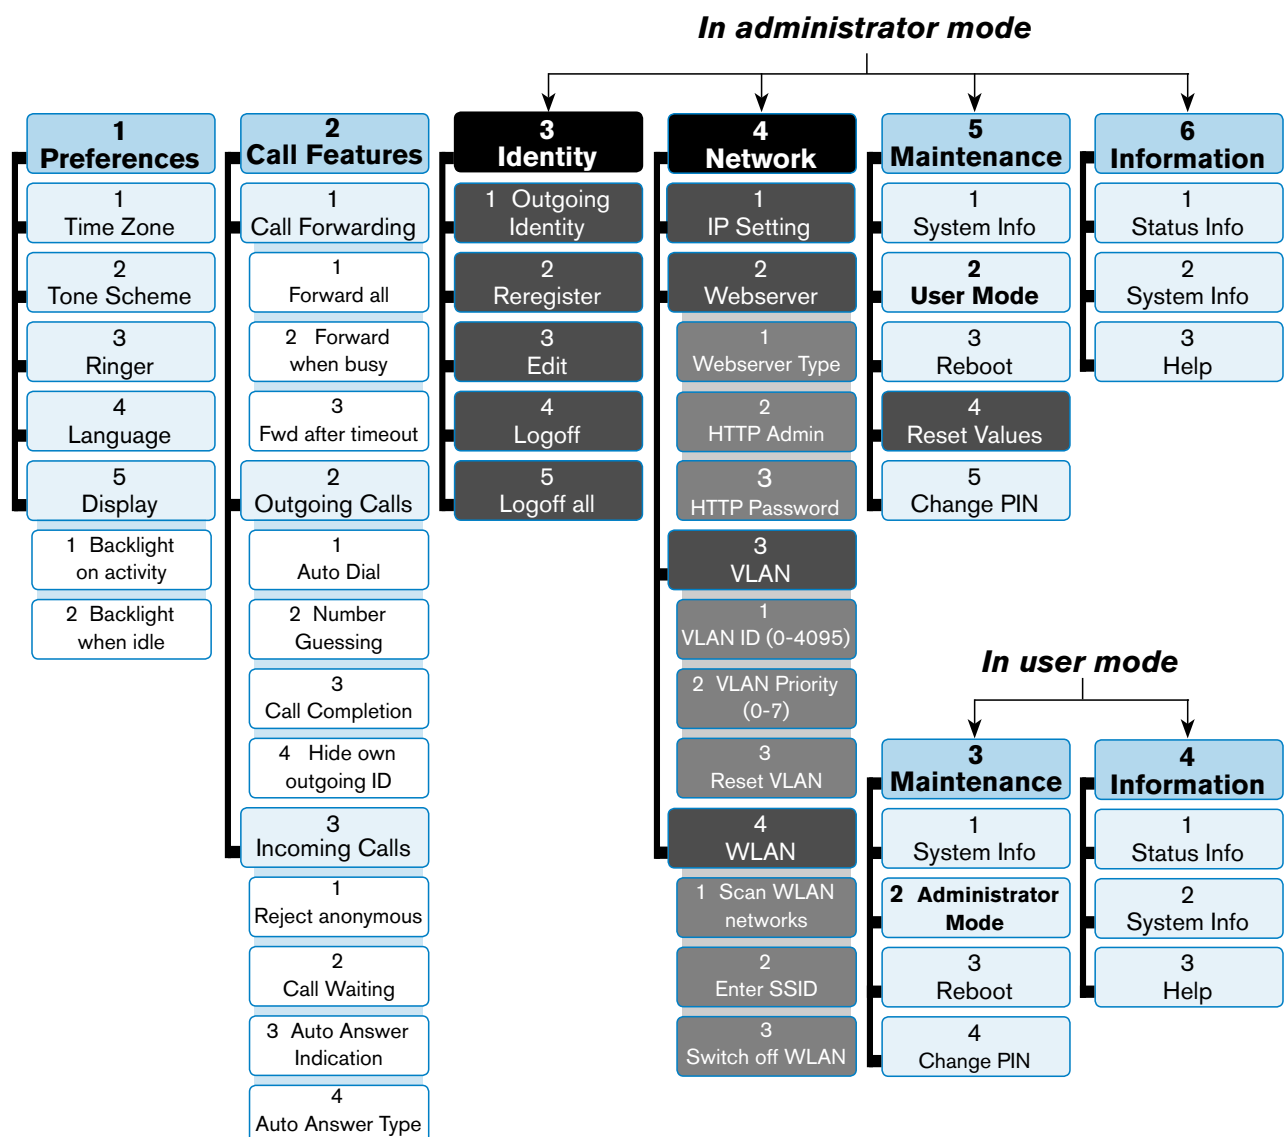 In administrator mode
1
Preferences
1
Time Zone
2
Tone Scheme
3
Ringer
4
Language
5
Display
1 Backlight
on activity
2 Backlight
when idle
2
Call Features
1
Call Forwarding
1
Forward all
2 Forward
when busy
3
Fwd after timeout
2
Outgoing Calls
1
Auto Dial
2 Number
Guessing
3
Call Completion
4 Hide own
outgoing ID
3
Incoming Calls
1
Reject anonymous
2
Call Waiting
3 Auto Answer
Indication
4
Auto Answer Type
3
Identity
1 Outgoing
Identity
2
Reregister
3
Edit
4
Logoff
5
Logoff all
4
Network
1
IP Setting
2
Webserver
1
Webserver Type
2
HTTP Admin
3
HTTP Password
3
VLAN
1
VLAN ID (0-4095)
2 VLAN Priority
(0-7)
3
Reset VLAN
4
WLAN
1 Scan WLAN
networks
2
Enter SSID
3
Switch off WLAN
5
Maintenance
1
System Info
2
User Mode
3
Reboot
4
Reset Values
5
Change PIN
6
Information
1
Status Info
2
System Info
3
Help
In user mode
3
Maintenance
1
System Info
2 Administrator
Mode
3
Reboot
4
Change PIN
4
Information
1
Status Info
2
System Info
3
Help